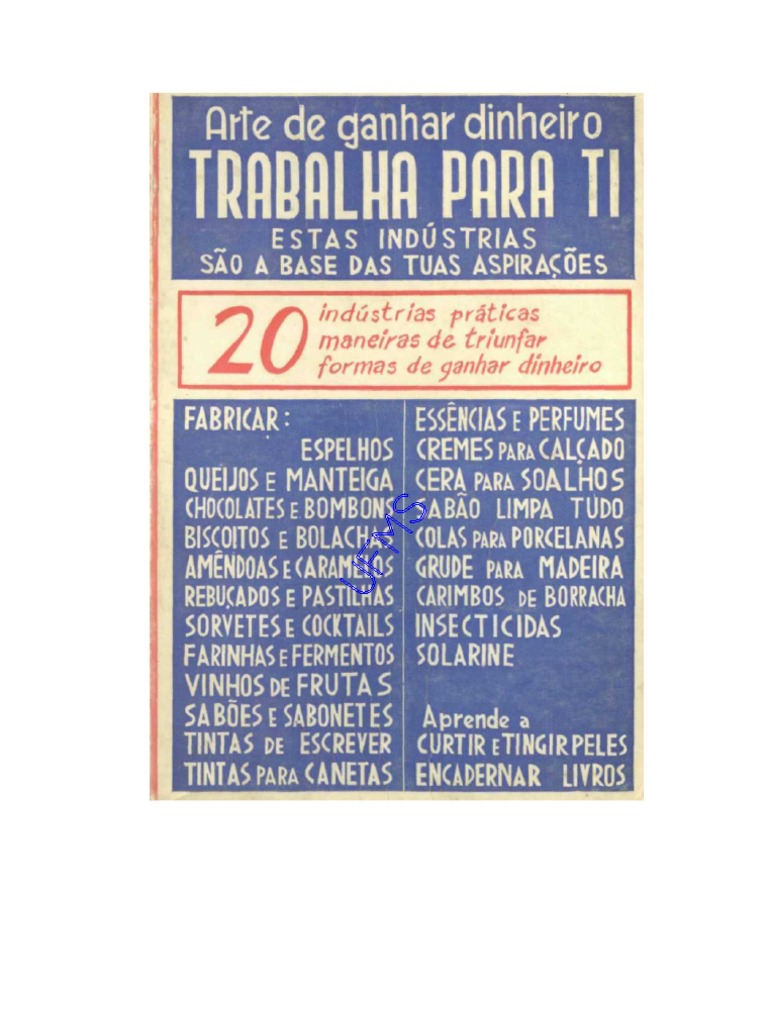 Arte de ganhar dinheiro
TRABALHA PARA TI
ESTAS INDÚSTRIAS
SÃO A BASE DAS TUAS ASPIRAÇÕES
20
indústrias práticas
maneiras de triunfar
formas de ganhar dinheiro
FABRICAR:
ESPELHOS
QUEIJOS E MANTEIGA
CHOCOLATES E BOMBONS
BISCOITOS E BOLACHAS
AMÊNDOAS E CARAMELOS
REBUÇADOS E PASTILHAS
SORVETES E COCKTAILS
FARINHAS E FERMENTOS
VINHOS DE FRUTAS
SABÕES E SABONETES
TINTAS DE ESCREVER
TINTAS PARA CANETAS
ESSÊNCIAS E PERFUMES
CREMES PARA CALÇADO
CERA PARA SOALHOS
SABÃO LIMPA TUDO
COLAS PARA PORCELANAS
GRUDE PARA MADEIRA
CARIMBOS DE BORRACHA
INSECTICIDAS
SOLARINE
Aprende a
CURTIR E TINGIR PELES
ENCADERNAR LIVROS
UFMS